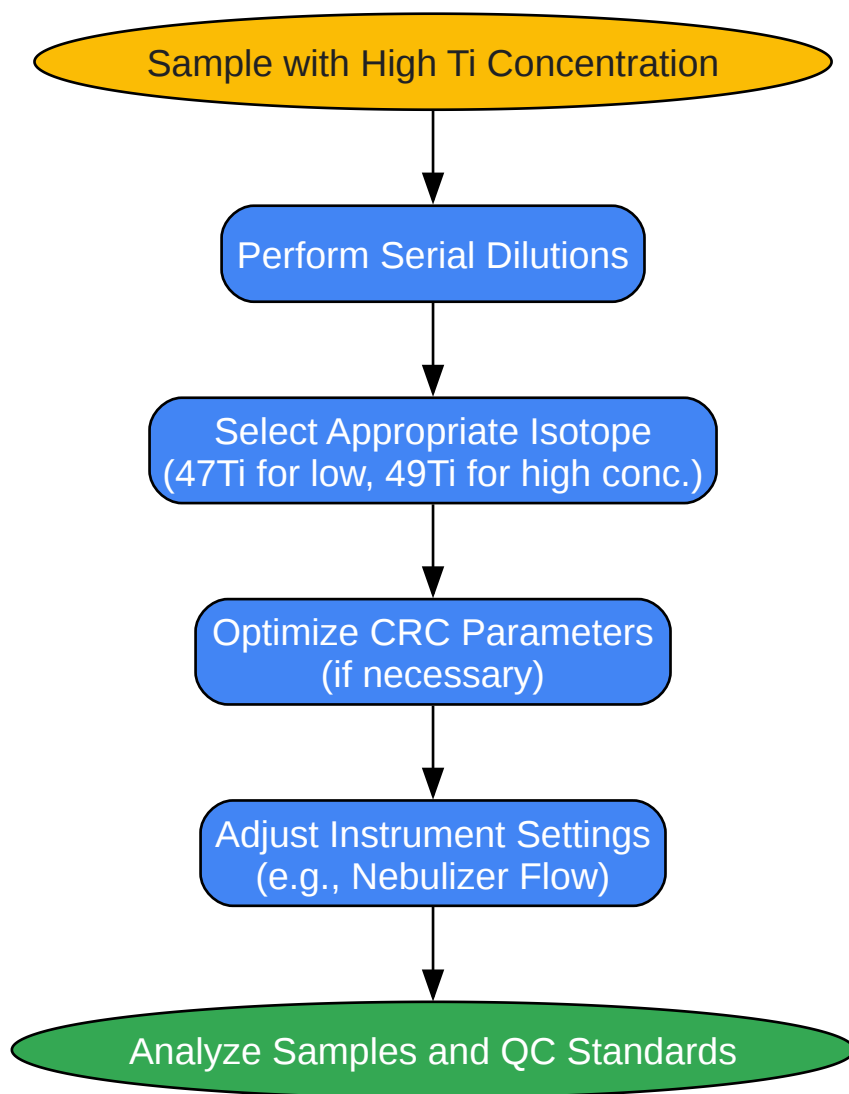 Sample with High Ti Concentration
Perform Serial Dilutions
Select Appropriate Isotope
(47Ti for low, 49Ti for high conc.)
Optimize CRC Parameters
(if necessary)
Adjust Instrument Settings
(e.g., Nebulizer Flow)
Analyze Samples and QC Standards